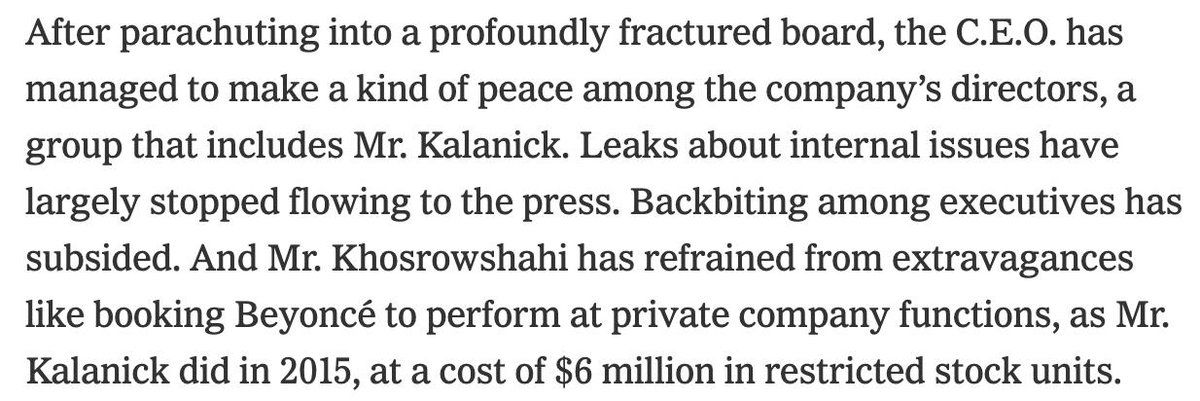 After parachuting into a profoundly fractured board, the C.E.O. has
managed to make a kind of peace among the company’s directors, a
group that includes Mr. Kalanick. Leaks about internal issues have
largely stopped flowing to the press. Backbiting among executives has
subsided. And Mr. Khosrowshahi has refrained from extravagances
like booking Beyoncé to perform at private company functions, as Mr.
Kalanick did in 2015, at a cost of $6 million in restricted stock units.